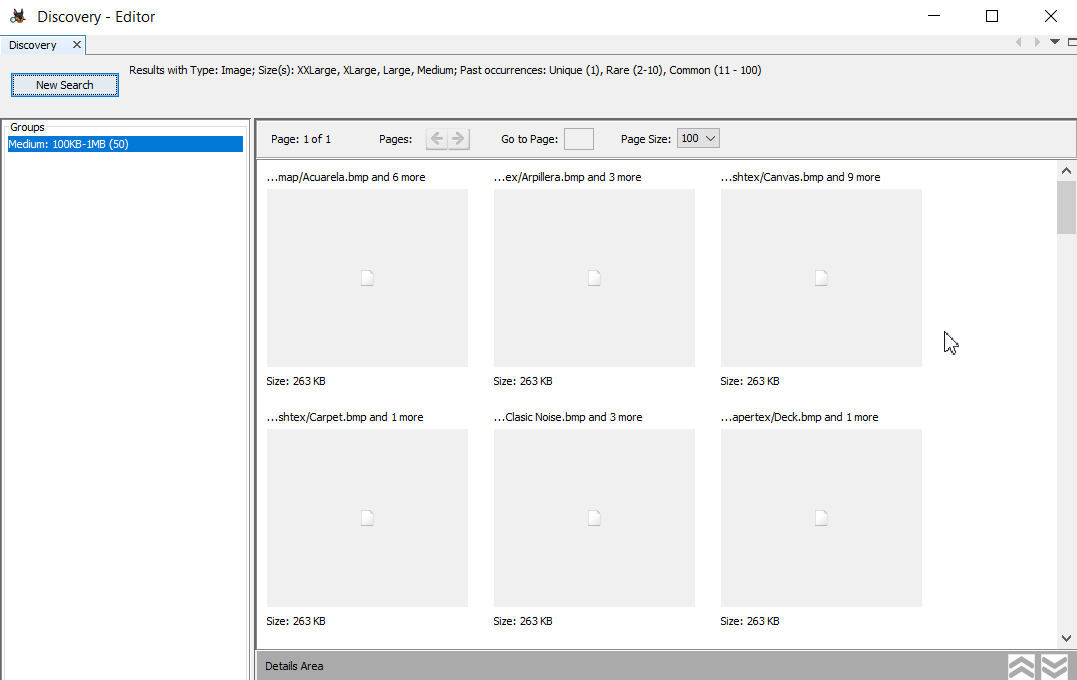 Discovery - Editor
Discovery
New Search
Results with Type: Image; Size(s): XXLarge, XLarge, Large, Medium; Past occurrences: Unique (1), Rare (2-10), Common (11 - 100)
Groups
Medium: 100KB-1MB (50)
Page: 1 of 1 Pages: Go to Page: Page Size: 100
...map/Acuarela.bmp and 6 more ...ex/Arpillera.bmp and 3 more ...shtex/Canvas.bmp and 9 more
Size: 263 KB Size: 263 KB Size: 263 KB
...shtex/Carpet.bmp and 1 more ...Clasic Noise.bmp and 3 more ...apertex/Deck.bmp and 1 more
Size: 263 KB Size: 263 KB Size: 263 KB
Details Area